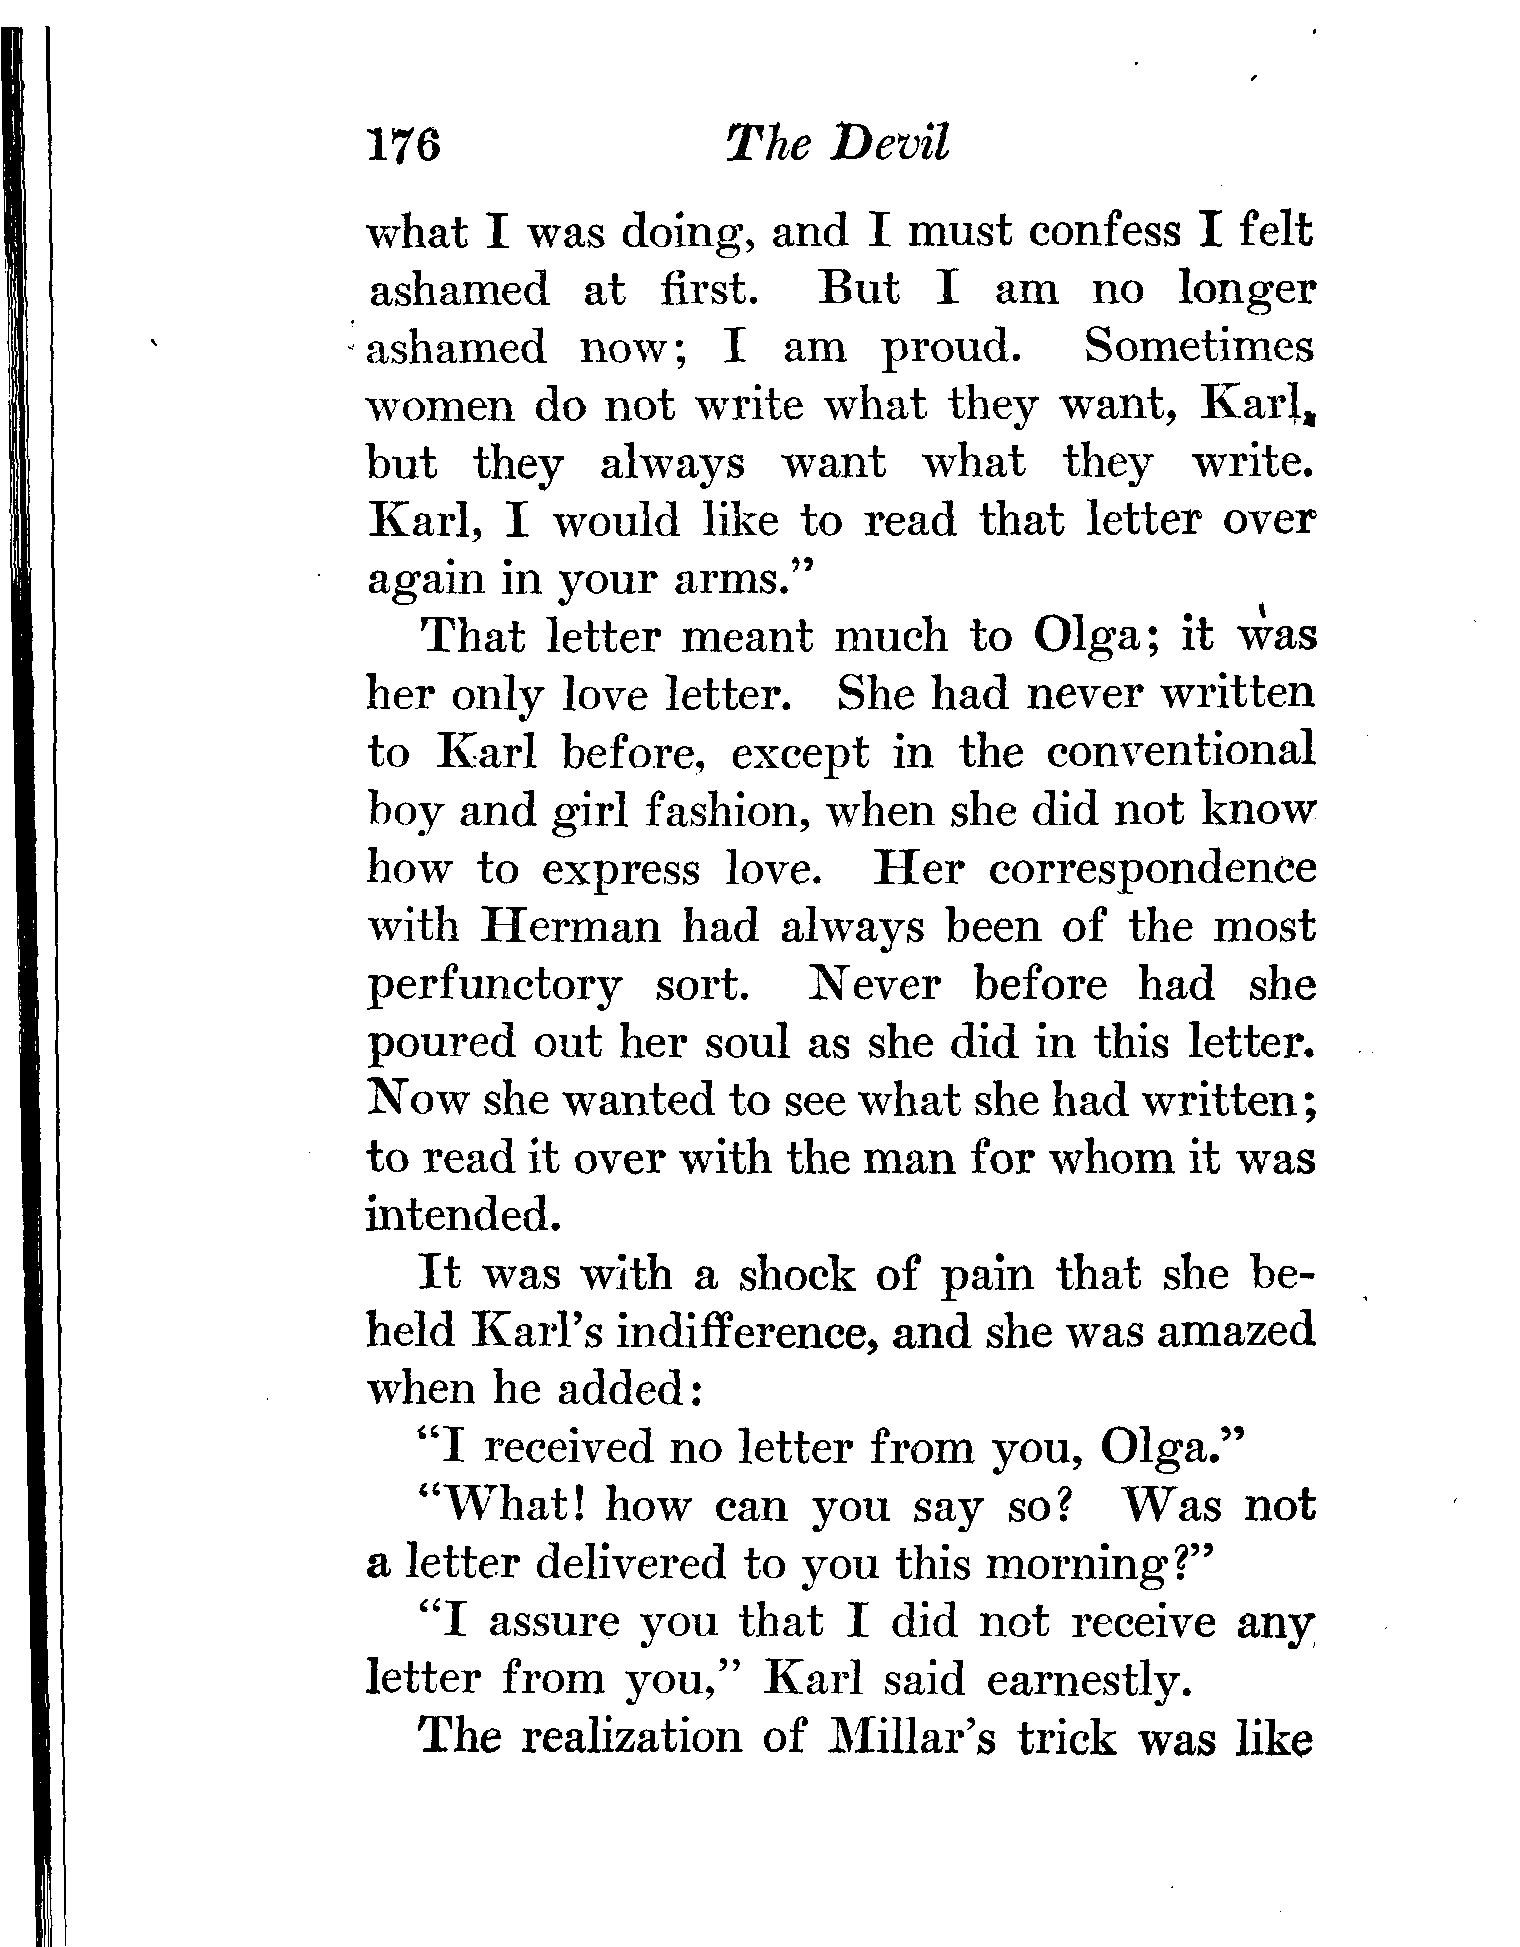 176 The Devil
what I was doing, and I must confess I felt
ashamed at first. But I am no longer
ashamed now; I am proud. Sometimes
women do not write what they want, Karl,
but they always want what they write.
Karl, I would like to read that letter over
again in your arms.”
That letter meant much to Olga; it was
her only love letter. She had never written
to Karl before, except in the conventional
boy and girl fashion, when she did not know
how to express love. Her correspondence
with Herman had always been of the most
perfunctory sort. Never before had she
poured out her soul as she did in this letter.
Now she wanted to see what she had written;
to read it over with the man for whom it was
intended.
It was with a shock of pain that she be-
held Karl’s indifference, and she was amazed
when he added:
“I received no letter from you, Olga.”
“What! how can you say so? Was not
a letter delivered to you this morning?”
“I assure you that I did not receive any
letter from you,” Karl said earnestly.
The realization of Millar’s trick was like